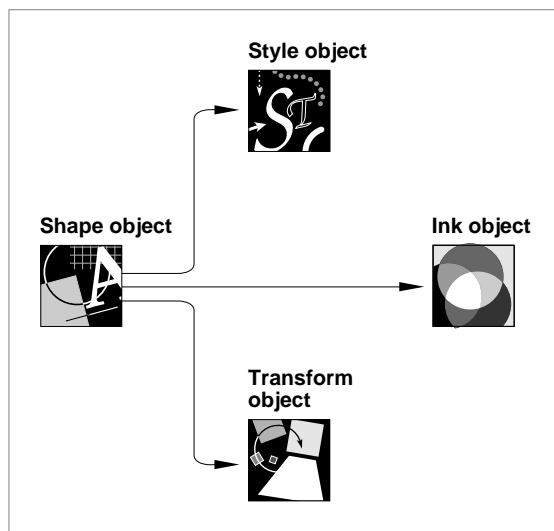 Style object
Shape object
Ink object
Transform
object